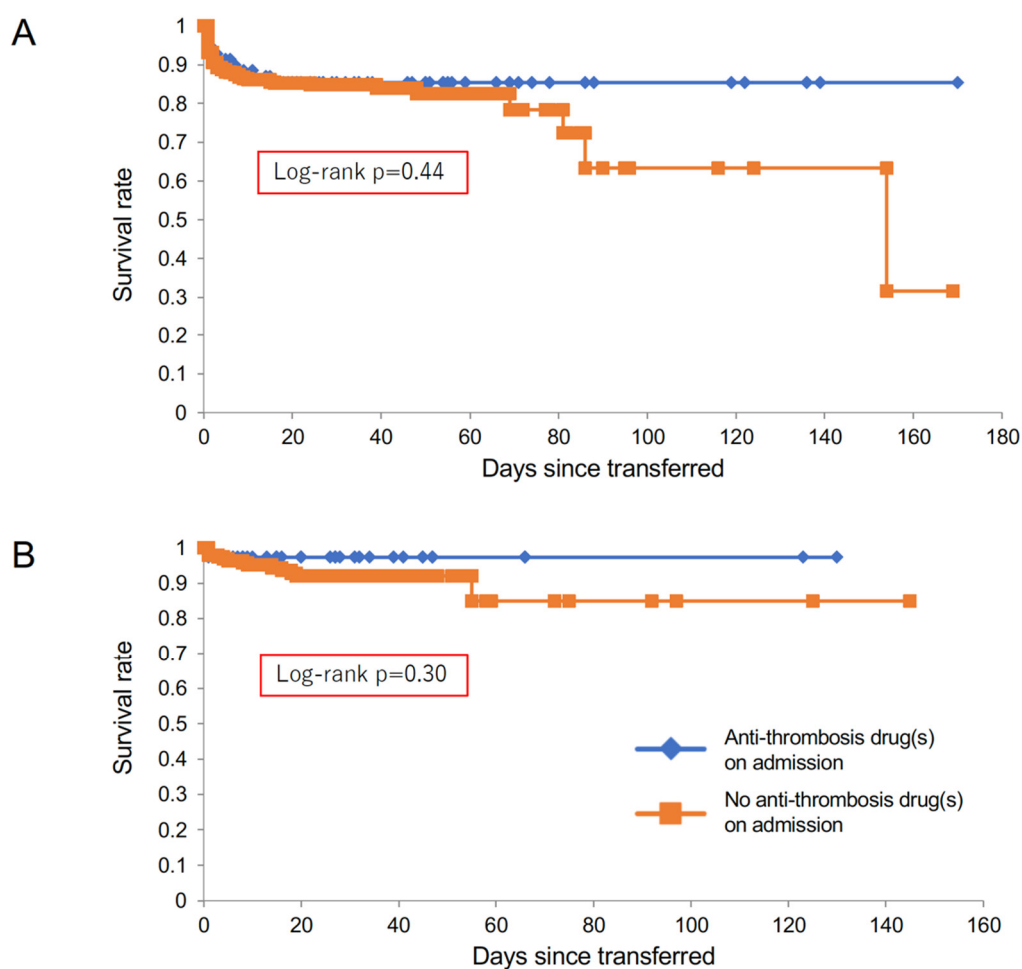 A
Survival rate
1
0.9
0.8
0.7
0.6
0.5
0.4
0.3
0.2
0.1
0
Log-rank p=0.44
0 20 40 60 80 100 120 140 160 180
Days since transferred
B
Survival rate
1
0.9
0.8
0.7
0.6
0.5
0.4
0.3
0.2
0.1
0
Log-rank p=0.30
Anti-thrombosis drug(s)
on admission
No anti-thrombosis drug(s)
on admission
0 20 40 60 80 100 120 140 160
Days since transferred